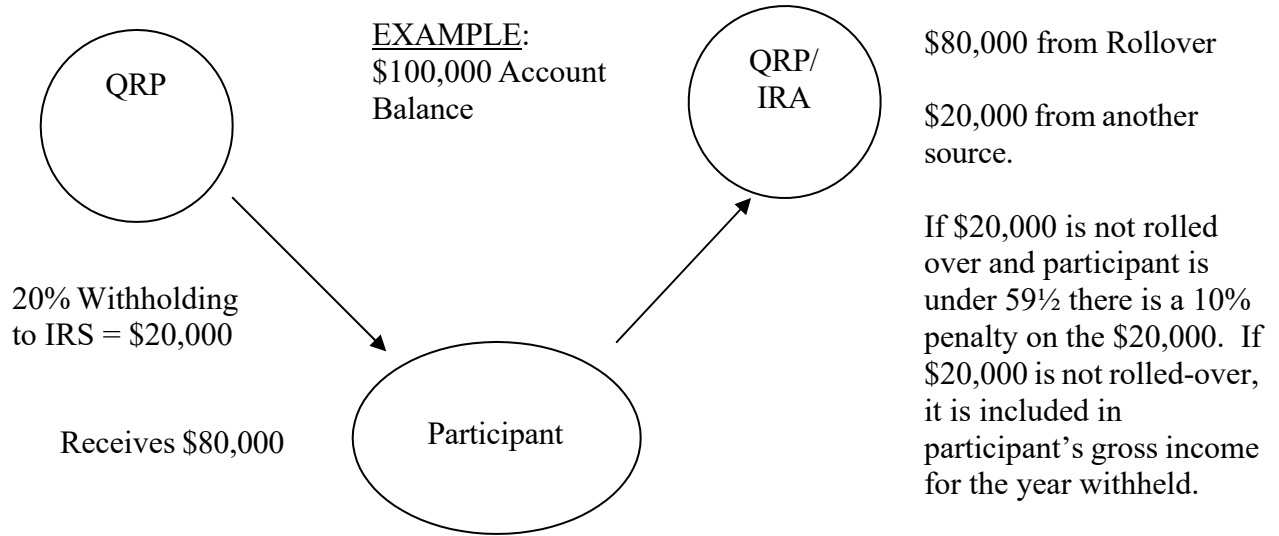 QRP
EXAMPLE:
$100,000 Account
Balance
QRP/
IRA
$80,000 from Rollover
$20,000 from another
source.
If $20,000 is not rolled
over and participant is
under 59½ there is a 10%
penalty on the $20,000.  If
$20,000 is not rolled-over,
it is included in
participant’s gross income
for the year withheld.
20% Withholding
to IRS = $20,000
Receives $80,000
Participant